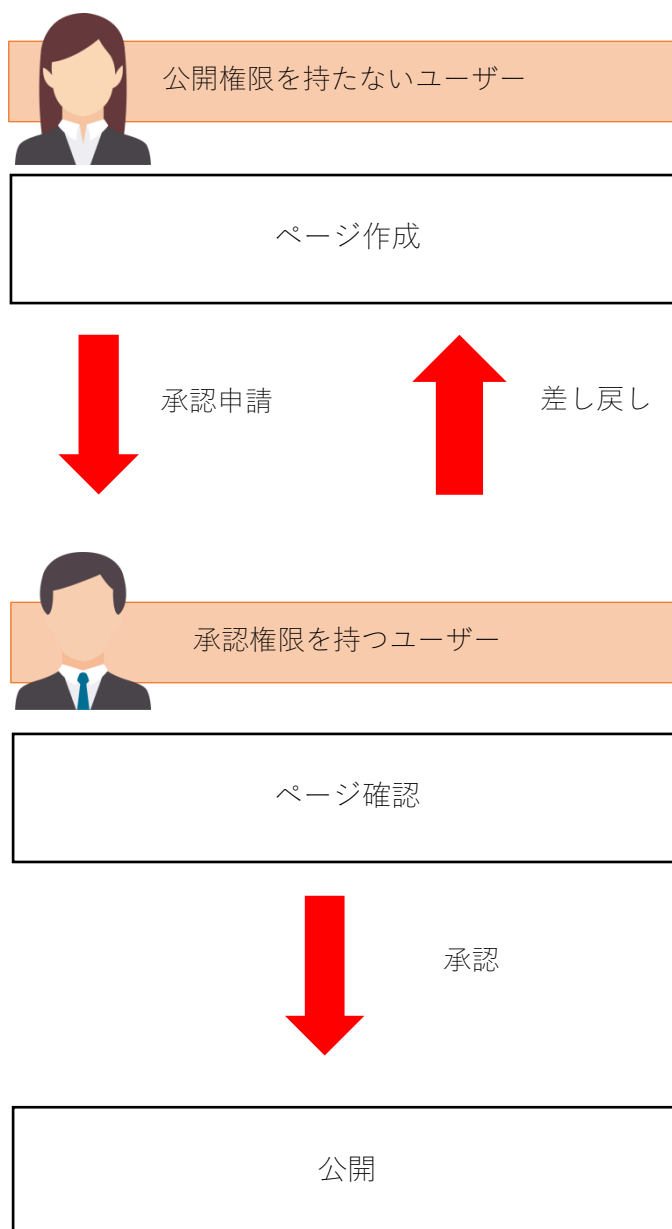 公開権限を持たないユーザー
ページ作成
承認申請
差し戻し
承認権限を持つユーザー
ページ確認
承認
公開